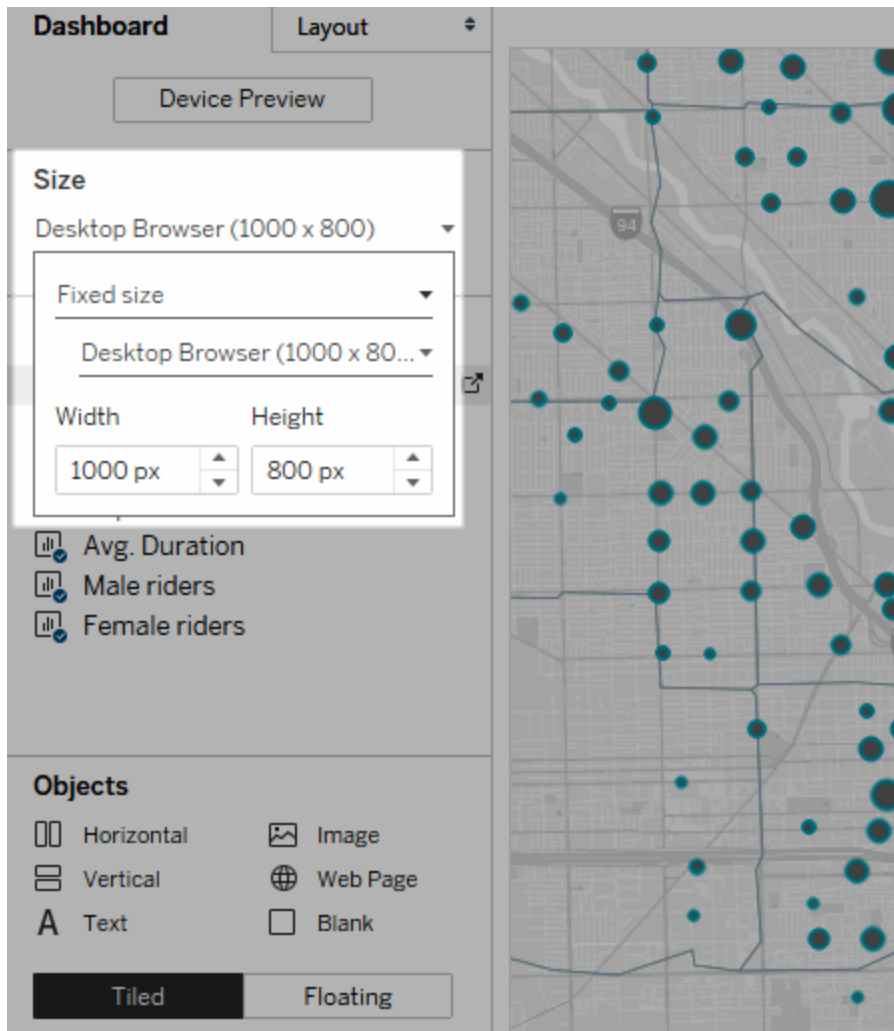 Dashboard
Layout
Device Preview
Size
Desktop Browser (1000 x 800)
Fixed size
Desktop Browser (1000 x 80...
Width Height
1000 px 800 px
94
Avg. Duration
Male riders
Female riders
Objects
Horizontal Image
Vertical Web Page
A Text Blank
Tiled Floating